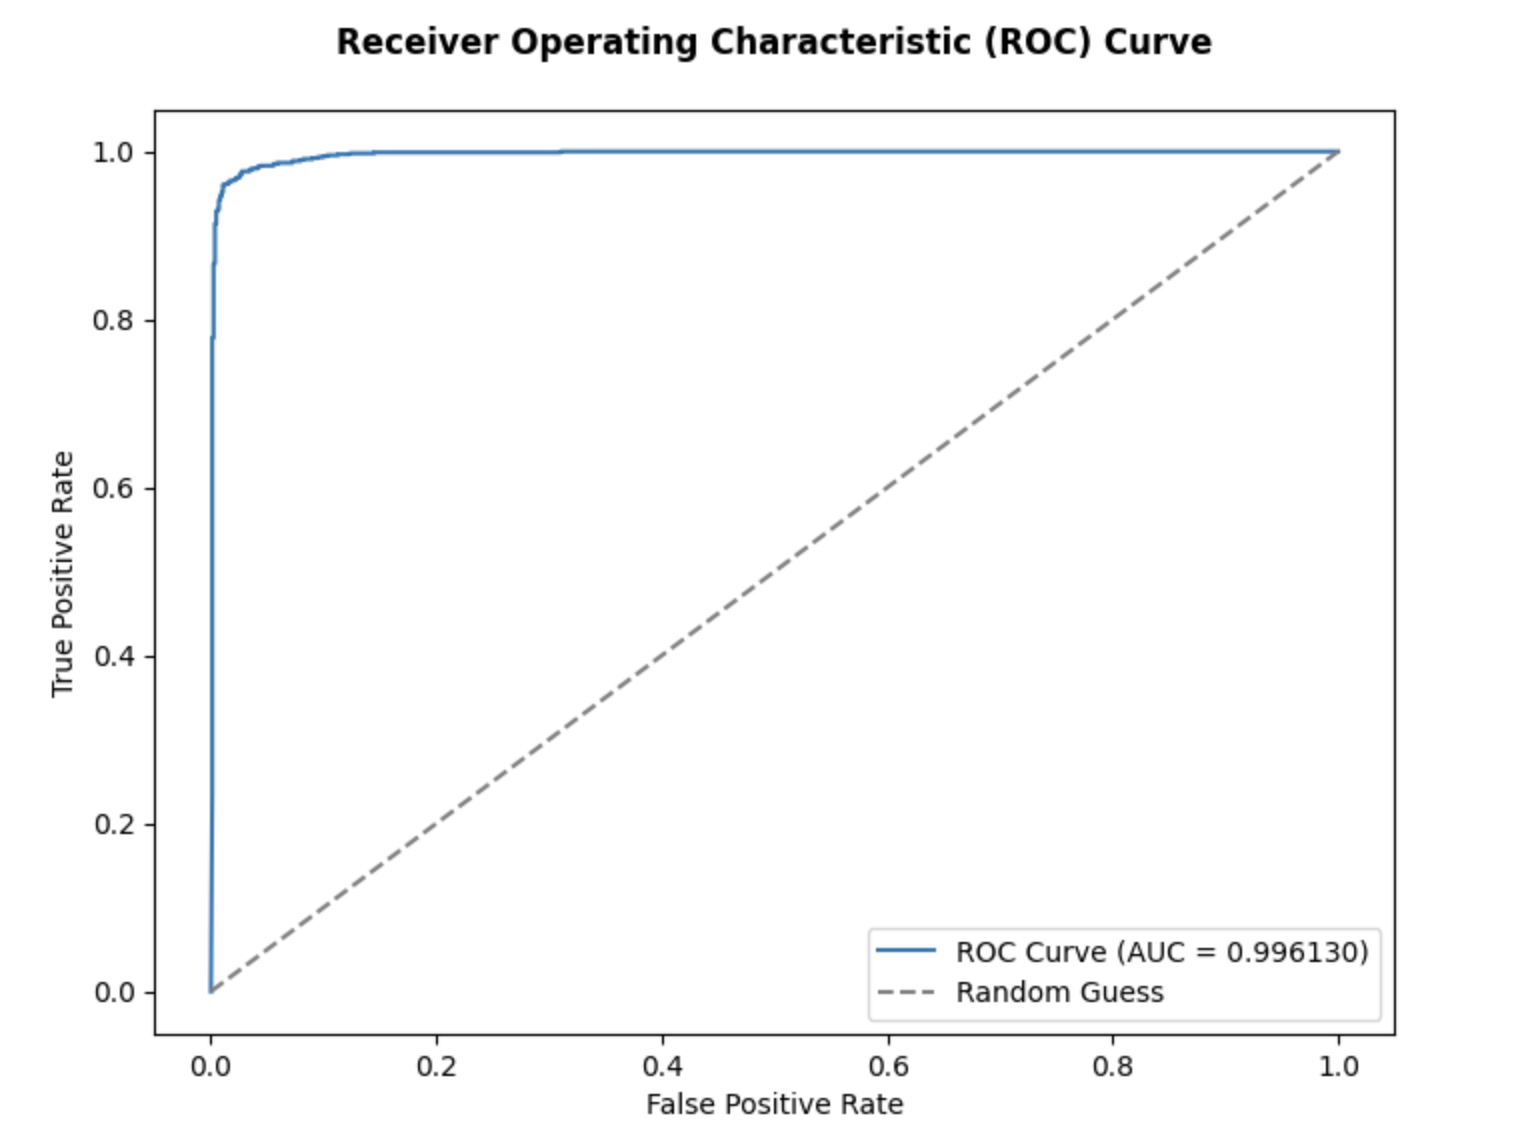 Receiver Operating Characteristic (ROC) Curve
True Positive Rate
1.0
0.8
0.6
0.4
0.2
0.0
ROC Curve (AUC = 0.996130)
Random Guess
0.0 0.2 0.4 0.6 0.8 1.0
False Positive Rate